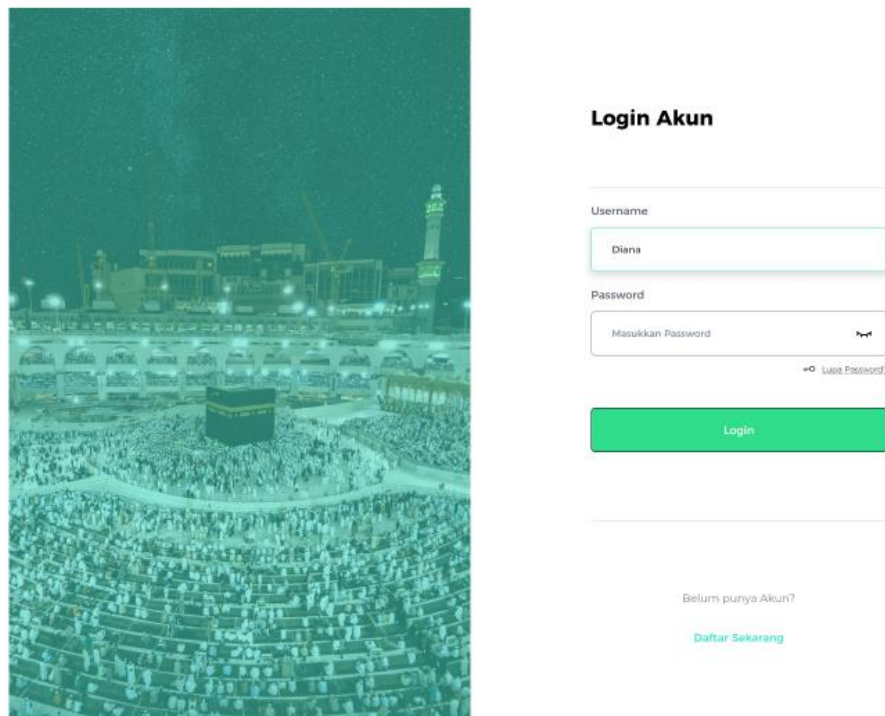 Login Akun
Username
Diana
Password
Masukkan Password
Lupa Password?
Login
Belum punya Akun?
Daftar Sekarang